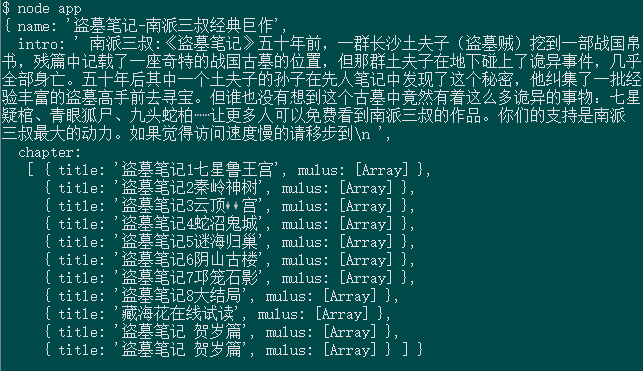 $ node app
{ name: '盗墓笔记-南派三叔经典巨作',
intro: ' 南派三叔:《盗墓笔记》五十年前，一群长沙土夫子（盗墓贼）挖到一部战国帛
书，残篇中记载了一座奇特的战国古墓的位置，但那群土夫子在地下碰上了诡异事件，几乎
全部身亡。五十年后其中一个土夫子的孙子在先人笔记中发现了这个秘密，他纠集了一批经
验丰富的盗墓高手前去寻宝。但谁也没有想到这个古墓中竟然有着这么多诡异的事物：七星
疑棺、青眼狐尸、九头蛇柏……让更多人可以免费看到南派三叔的作品。你们的支持是南派
三叔最大的动力。如果觉得访问速度慢的请移步到\n ',
chapter:
[ { title: '盗墓笔记1七星鲁王宫', mulus: [Array] },
{ title: '盗墓笔记2秦岭神树', mulus: [Array] },
{ title: '盗墓笔记3云顶宫', mulus: [Array] },
{ title: '盗墓笔记4蛇沼鬼城', mulus: [Array] },
{ title: '盗墓笔记5谜海归巢', mulus: [Array] },
{ title: '盗墓笔记6阴山古楼', mulus: [Array] },
{ title: '盗墓笔记7邛笼石影', mulus: [Array] },
{ title: '盗墓笔记8大结局', mulus: [Array] },
{ title: '藏海花在线试读', mulus: [Array] },
{ title: '盗墓笔记 贺岁篇', mulus: [Array] },
{ title: '盗墓笔记 贺岁篇', mulus: [Array] } ] }